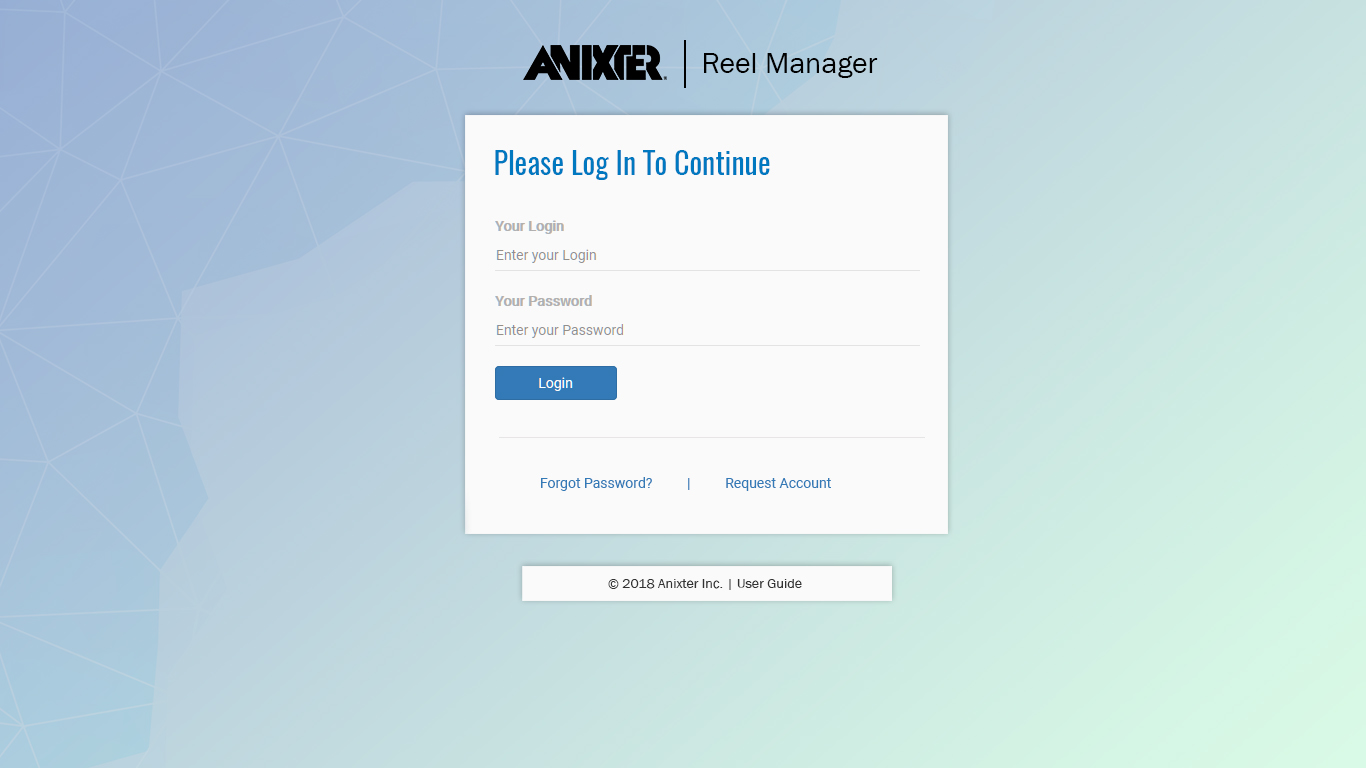 ANIXTER | Reel Manager
Please Log In To Continue
Your Login
Enter your Login
Your Password
Enter your Password
Login
Forgot Password? | Request Account
© 2018 Anixter Inc. | User Guide